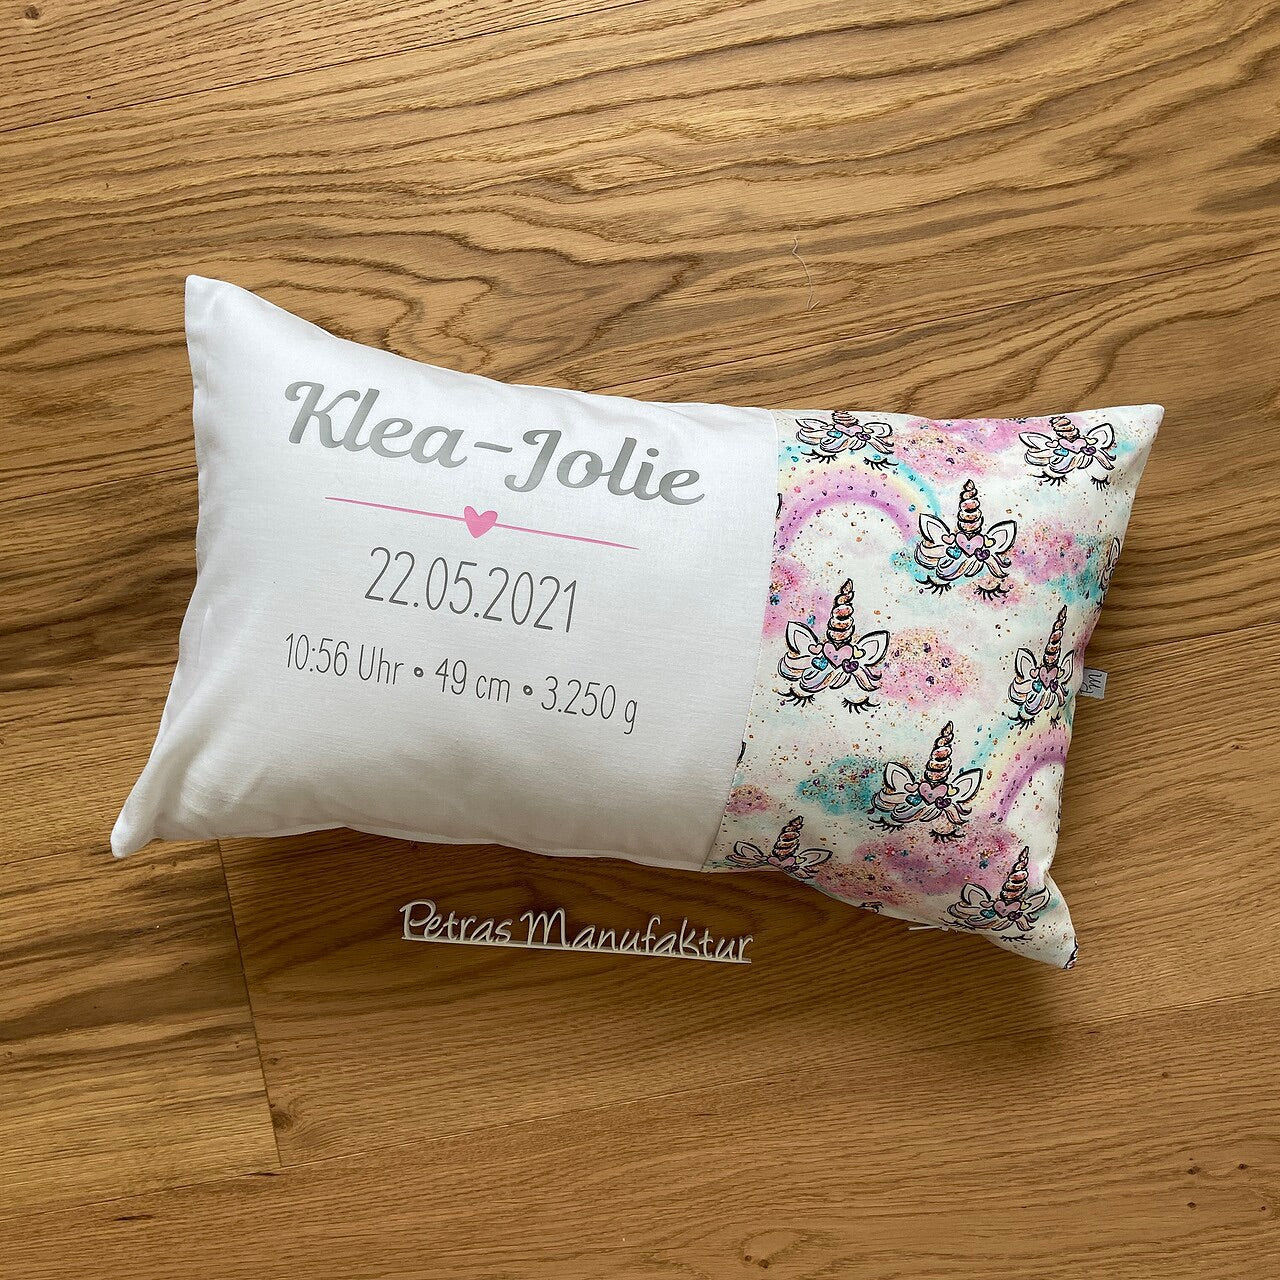 Klea-Jolie
22.05.2021
10:56 Uhr • 49 cm • 3.250 g
Petras Manufaktur